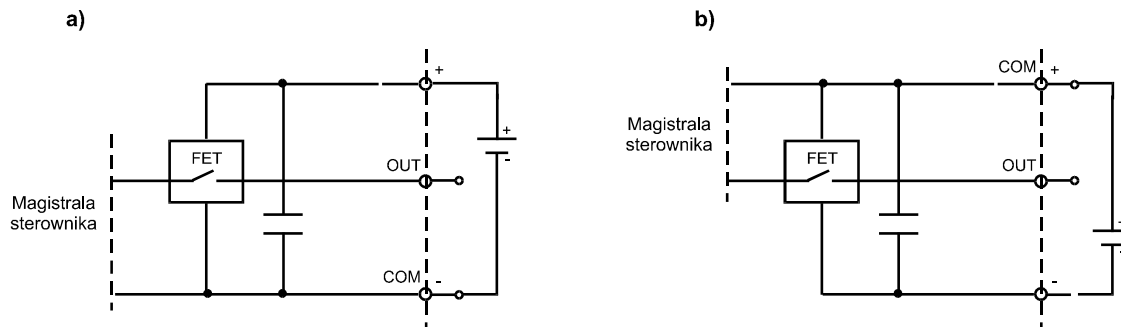 a)
+
+
-
FET
OUT
Magistrala
sterownika
COM
-
b)
COM
+
Magistrala
sterownika
FET
OUT
+
-
-